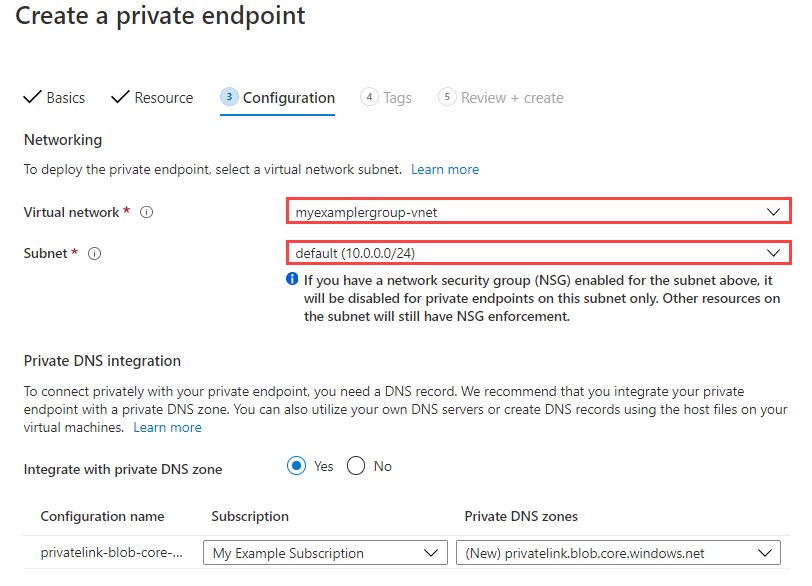 Create a private endpoint
Basics Resource 3 Configuration 4 Tags 5 Review + create
Networking
To deploy the private endpoint, select a virtual network subnet. Learn more
Virtual network * myexamplergroup-vnet
Subnet * default (10.0.0.0/24)
If you have a network security group (NSG) enabled for the subnet above, it
will be disabled for private endpoints on this subnet only. Other resources on
the subnet will still have NSG enforcement.
Private DNS integration
To connect privately with your private endpoint, you need a DNS record. We recommend that you integrate your private
endpoint with a private DNS zone. You can also utilize your own DNS servers or create DNS records using the host files on your
virtual machines. Learn more
Integrate with private DNS zone Yes No
Configuration name Subscription Private DNS zones
privatelink-blob-core-... My Example Subscription (New) privatelink.blob.core.windows.net